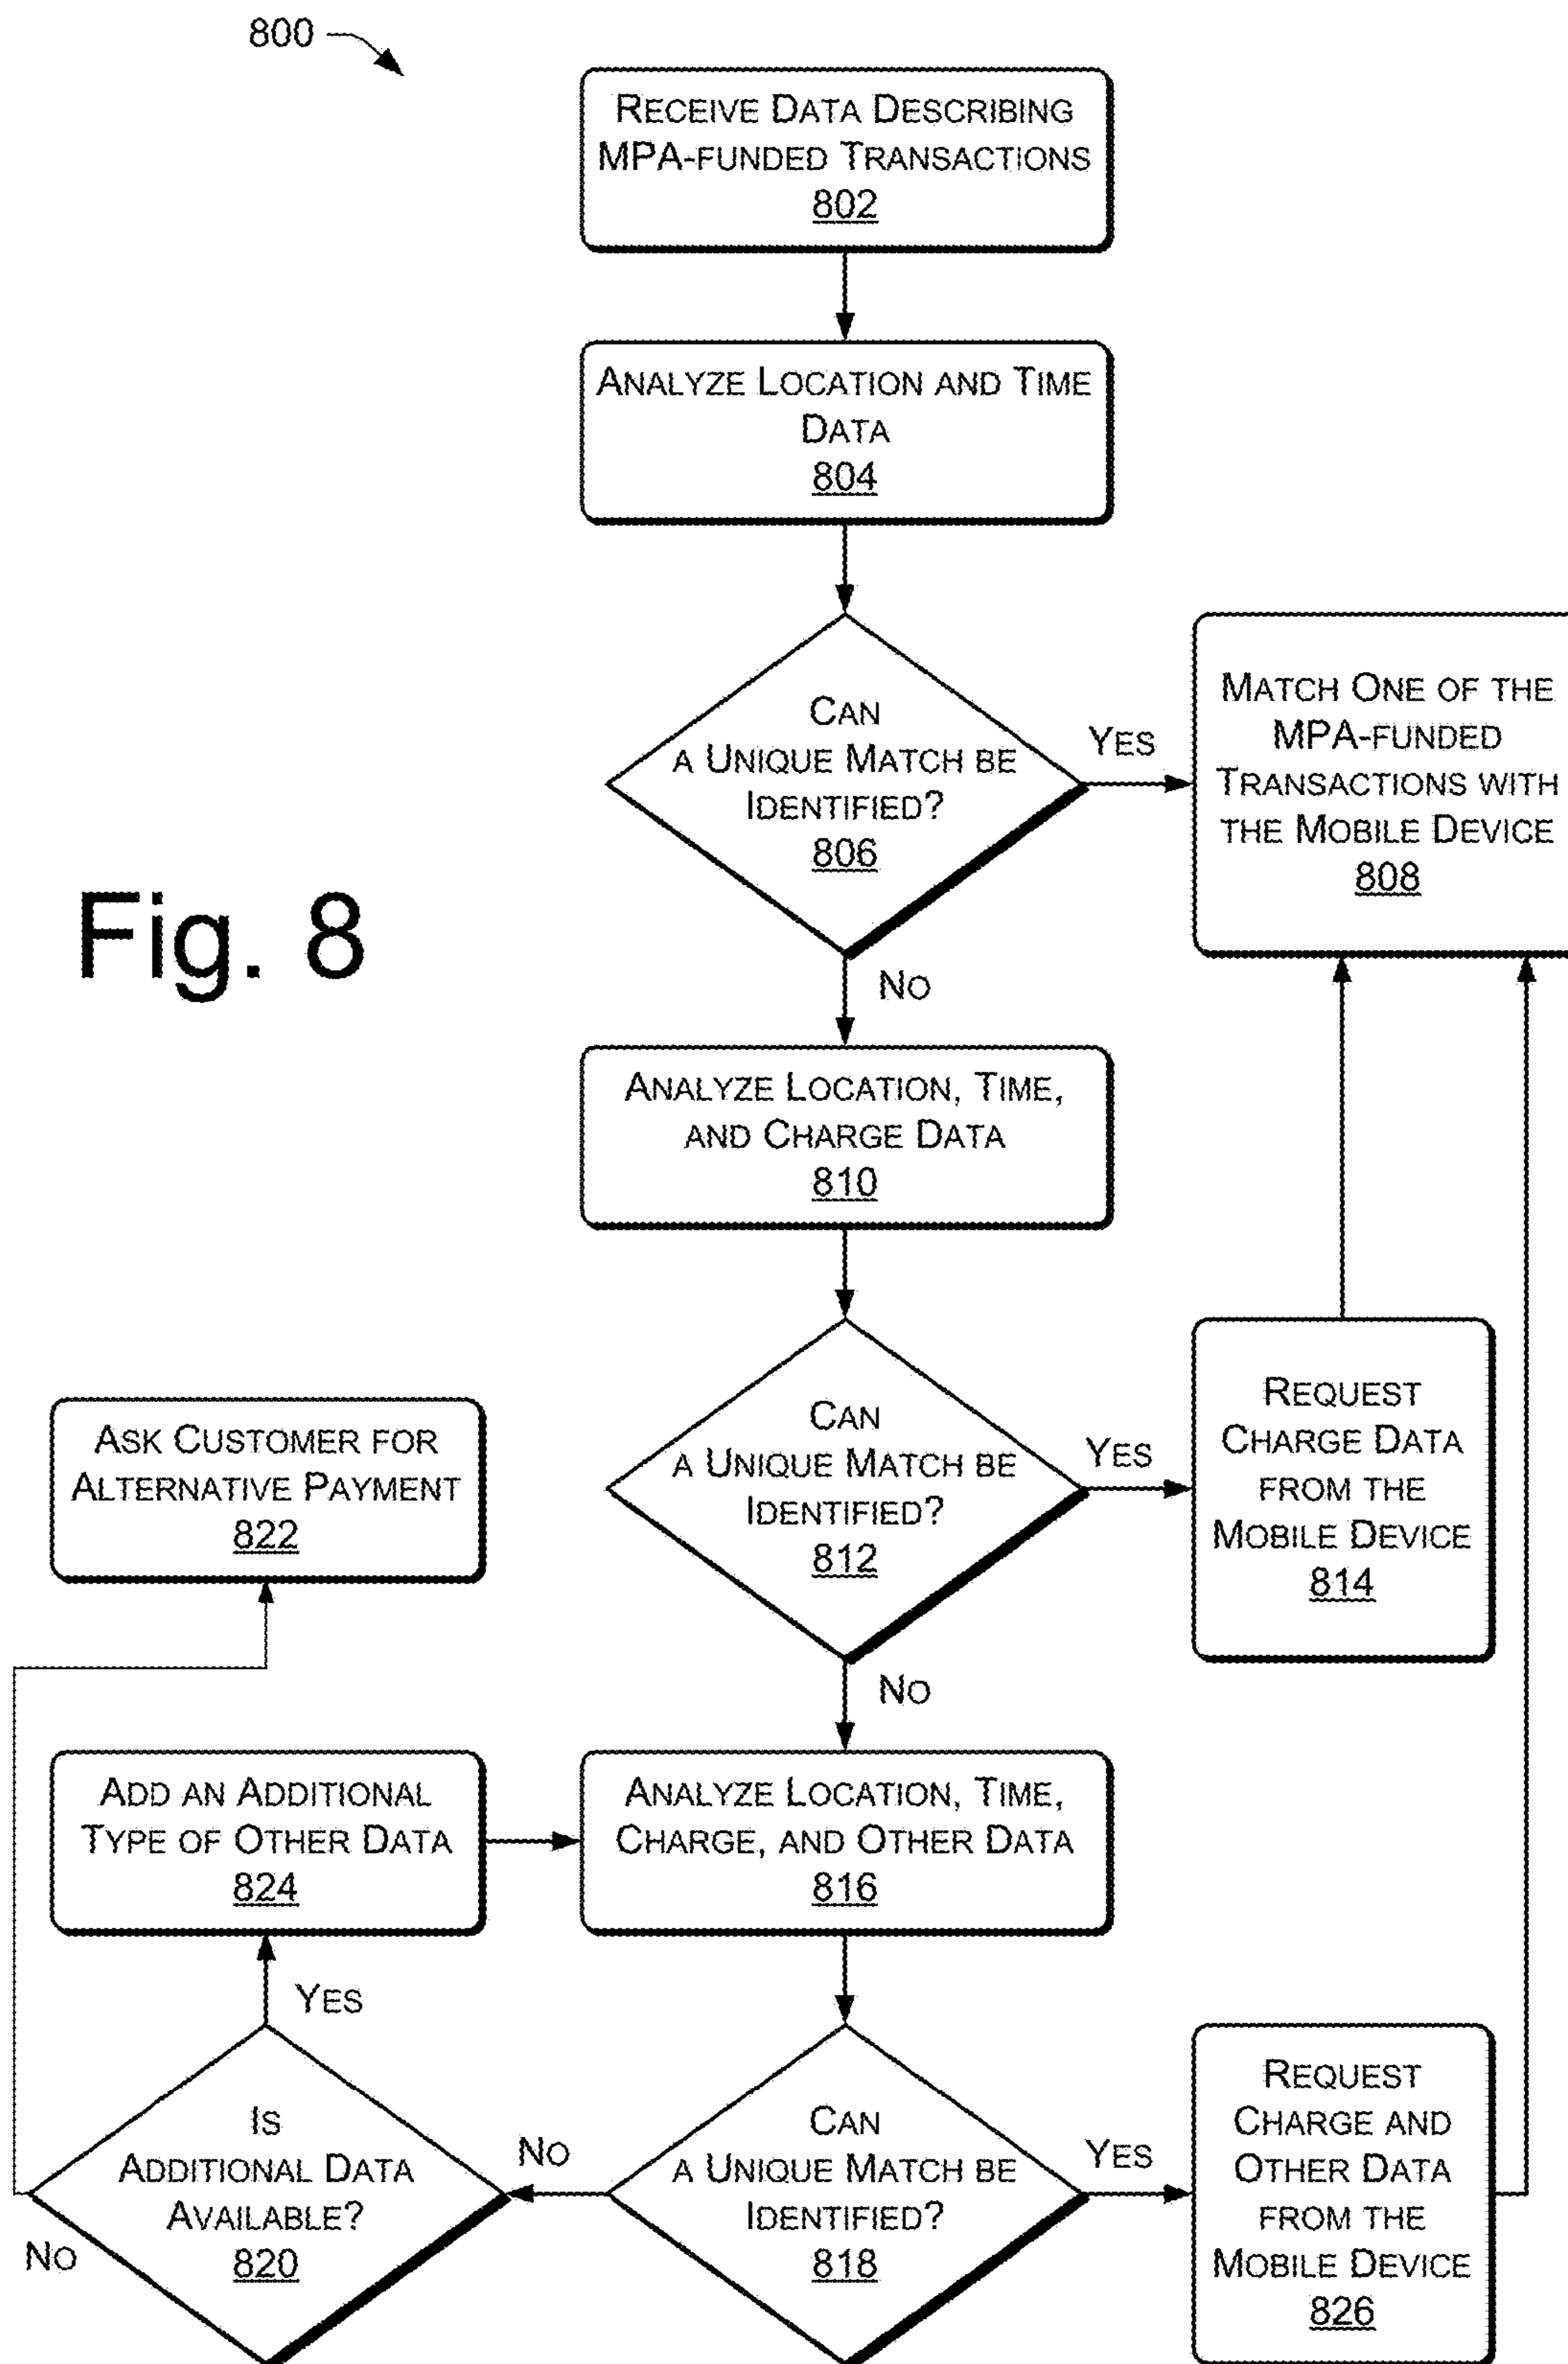 800
RECEIVE DATA DESCRIBING
MPA-FUNDED TRANSACTIONS
802
ANALYZE LOCATION AND TIME
DATA
804
CAN
A UNIQUE MATCH BE
IDENTIFIED?
806
YES
MATCH ONE OF THE
MPA-FUNDED
TRANSACTIONS WITH
THE MOBILE DEVICE
808
Fig. 8
NO
ANALYZE LOCATION, TIME,
AND CHARGE DATA
810
CAN
A UNIQUE MATCH BE
IDENTIFIED?
812
YES
REQUEST
CHARGE DATA
FROM THE
MOBILE DEVICE
814
ASK CUSTOMER FOR
ALTERNATIVE PAYMENT
822
NO
ADD AN ADDITIONAL
TYPE OF OTHER DATA
824
ANALYZE LOCATION, TIME,
CHARGE, AND OTHER DATA
816
YES
IS
ADDITIONAL DATA
AVAILABLE?
820
NO
NO
CAN
A UNIQUE MATCH BE
IDENTIFIED?
818
YES
REQUEST
CHARGE AND
OTHER DATA
FROM THE
MOBILE DEVICE
826